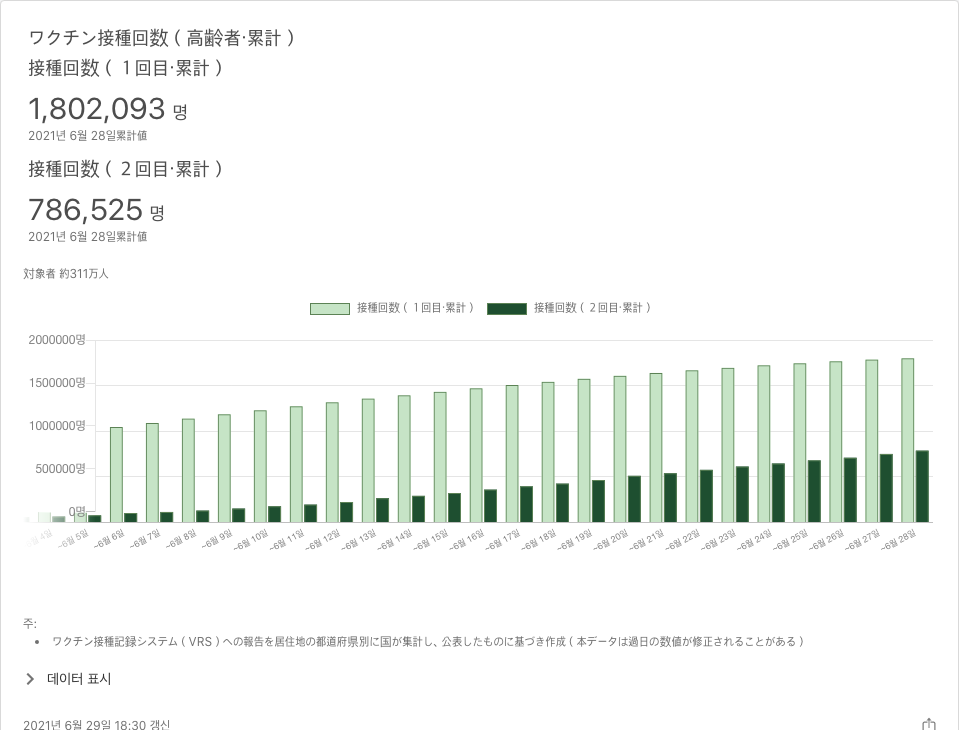 ワクチン接種回数（高齢者·累計）
接種回数（１回目·累計）
1,802,093 명
2021년 6월 28일累計値
接種回数（２回目·累計）
786,525 명
2021년 6월 28일累計値
対象者 約311万人
接種回数（１回目·累計） 接種回数（２回目·累計）
2000000명
1500000명
1000000명
500000명
0명
~6월 5일 ~6월 6일 ~6월 7일 ~6월 8일 ~6월 9일 ~6월 10일 ~6월 11일 ~6월 12일 ~6월 13일 ~6월 14일 ~6월 15일 ~6월 16일 ~6월 17일 ~6월 18일 ~6월 19일 ~6월 20일 ~6월 21일 ~6월 22일 ~6월 23일 ~6월 24일 ~6월 25일 ~6월 26일 ~6월 27일 ~6월 28일
주:
• ワクチン接種記録システム（VRS）への報告を居住地の都道府県別に国が集計し、公表したものに基づき作成（本データは過日の数値が修正されることがある）
데이터 표시
2021년 6월 29일 18:30 갱신